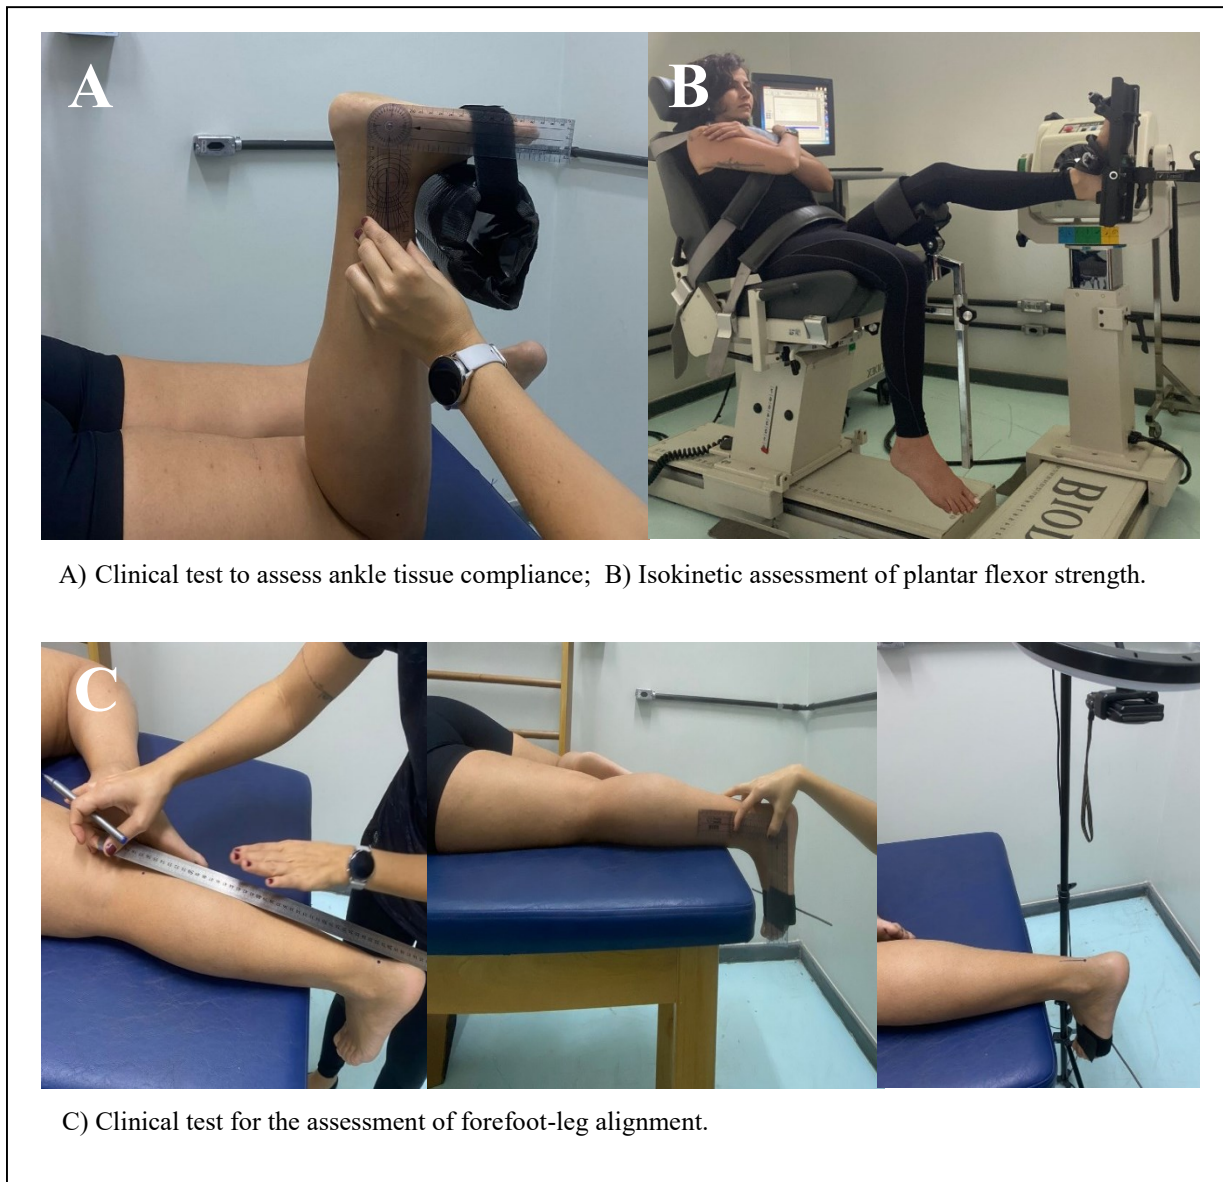 A
B
BIOD
A) Clinical test to assess ankle tissue compliance;  B) Isokinetic assessment of plantar flexor strength.
C
C) Clinical test for the assessment of forefoot-leg alignment.